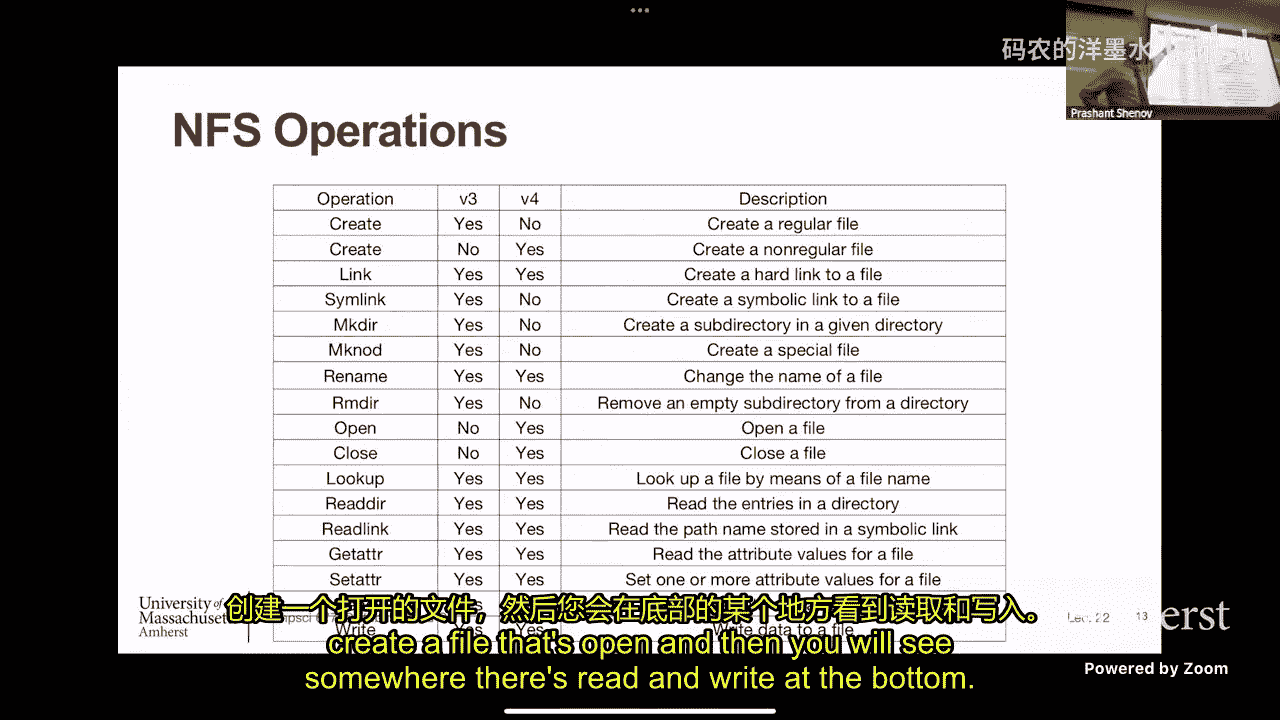 码农的洋墨水
Prashant Shenoy
NFS Operations
Operation v3 v4 Description
Create Yes No Create a regular file
Create No Yes Create a nonregular file
Link Yes Yes Create a hard link to a file
Symlink Yes No Create a symbolic link to a file
Mkdir Yes No Create a subdirectory in a given directory
Mknod Yes No Create a special file
Rename Yes Yes Change the name of a file
Rmdir Yes No Remove an empty subdirectory from a directory
Open No Yes Open a file
Close No Yes Close a file
Lookup Yes Yes Look up a file by means of a file name
Readdir Yes Yes Read the entries in a directory
Readlink Yes Yes Read the path name stored in a symbolic link
Getattr Yes Yes Read the attribute values for a file
Setattr Yes Yes Set one or more attribute values for a file
Write Yes Yes Write data to a file
University of
Massachusetts
Amherst
Lec. 22 13
创建一个打开的文件，然后您会在底部的某个地方看到读取和写入。
create a file that's open and then you will see
somewhere there's read and write at the bottom.
Powered by Zoom